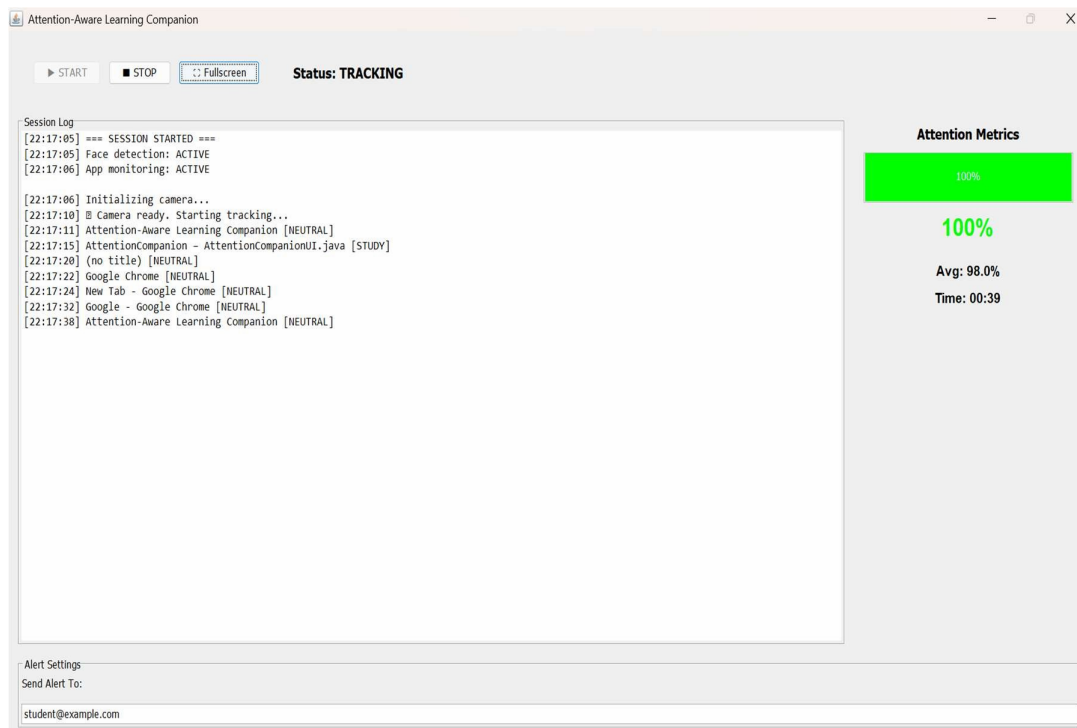 Attention-Aware Learning Companion
▶ START ■ STOP Fullscreen Status: TRACKING
Session Log
[22:17:05] === SESSION STARTED ===
[22:17:05] Face detection: ACTIVE
[22:17:06] App monitoring: ACTIVE
[22:17:06] Initializing camera...
[22:17:10] Camera ready. Starting tracking...
[22:17:11] Attention-Aware Learning Companion [NEUTRAL]
[22:17:15] AttentionCompanion – AttentionCompanionUI.java [STUDY]
[22:17:20] (no title) [NEUTRAL]
[22:17:22] Google Chrome [NEUTRAL]
[22:17:24] New Tab - Google Chrome [NEUTRAL]
[22:17:32] Google - Google Chrome [NEUTRAL]
[22:17:38] Attention-Aware Learning Companion [NEUTRAL]
Attention Metrics
100%
100%
Avg: 98.0%
Time: 00:39
Alert Settings
Send Alert To:
student@example.com